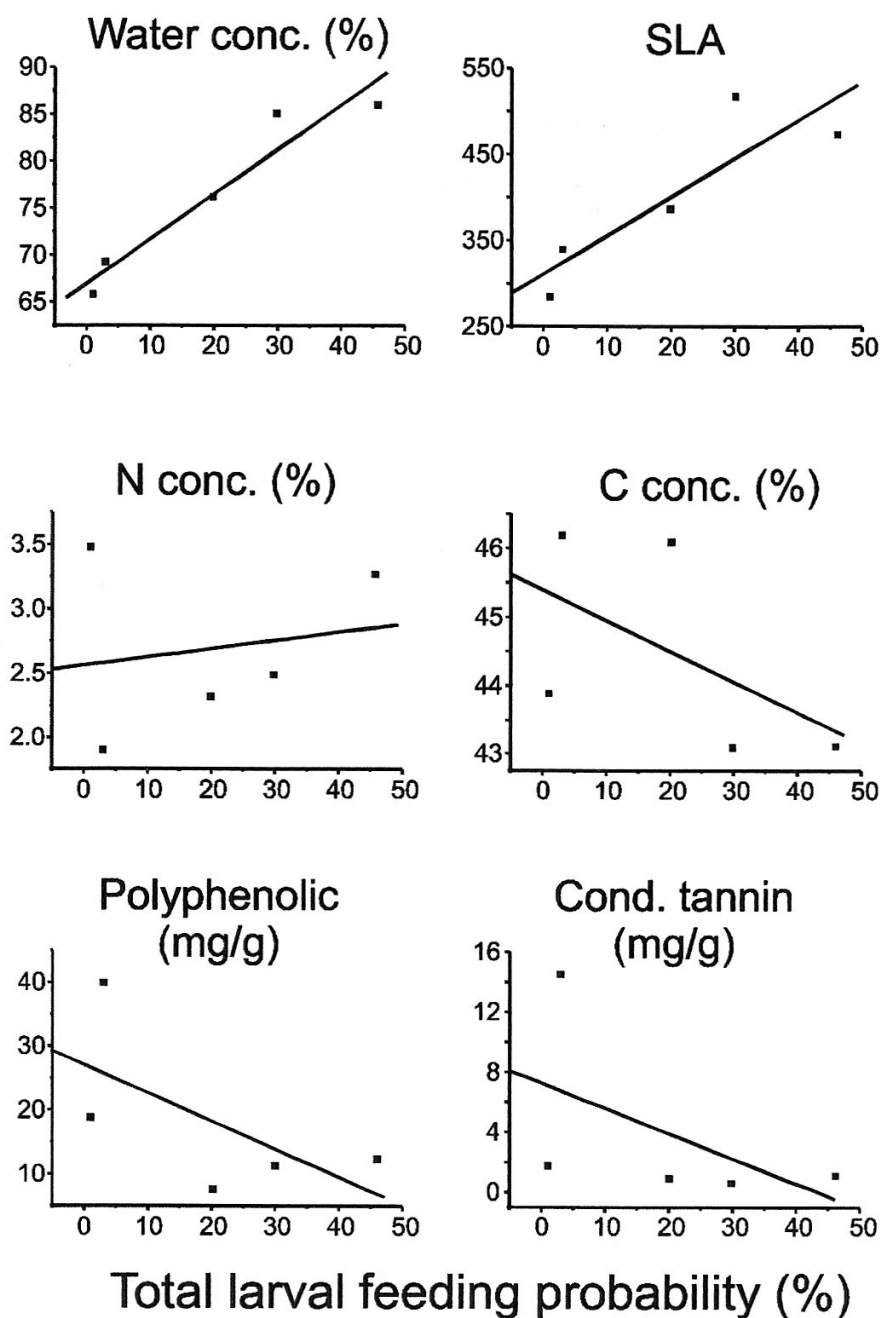 Water conc. (%)
90
85
80
75
70
65
0 10 20 30 40 50
SLA
550
450
350
250
0 10 20 30 40 50
N conc. (%)
3.5
3.0
2.5
2.0
0 10 20 30 40 50
C conc. (%)
46
45
44
43
0 10 20 30 40 50
Polyphenolic
(mg/g)
40
30
20
10
0 10 20 30 40 50
Cond. tannin
(mg/g)
16
12
8
4
0
0 10 20 30 40 50
Total larval feeding probability (%)